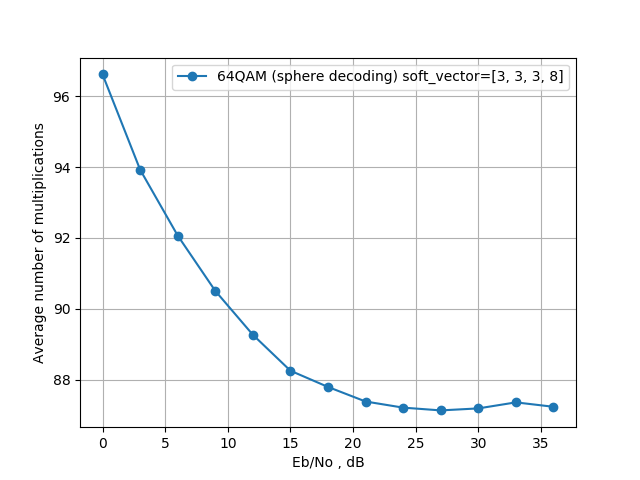 64QAM (sphere decoding) soft_vector=[3, 3, 3, 8]
Average number of multiplications
96
94
92
90
88
0 5 10 15 20 25 30 35
Eb/No , dB